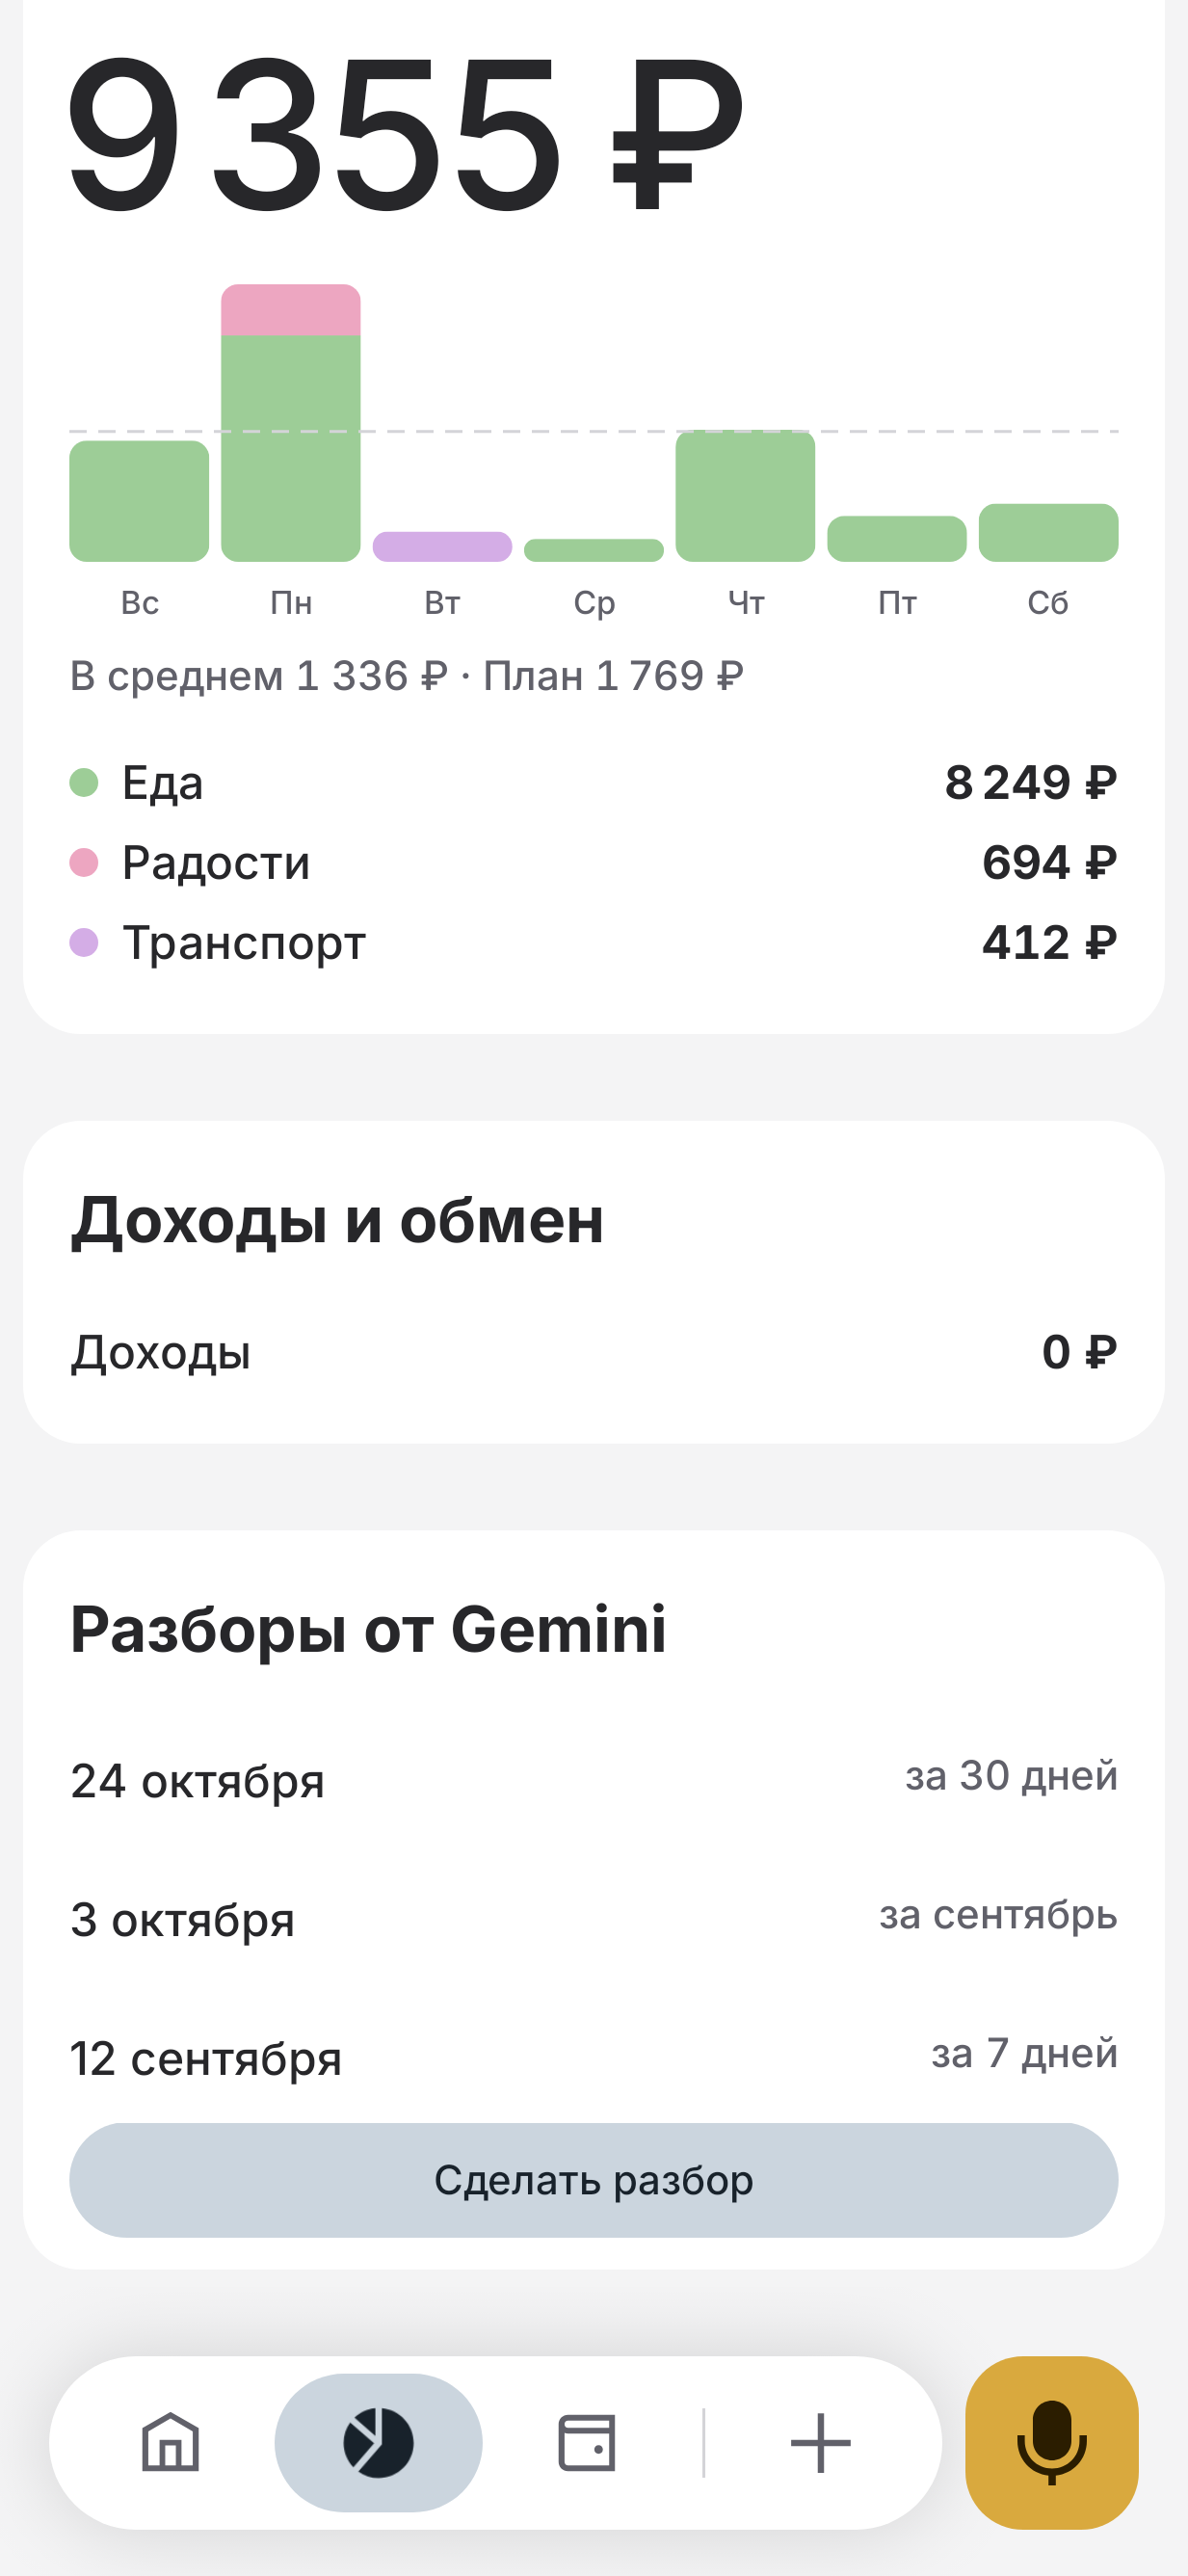 9 355 ₽
Вс Пн Вт Ср Чт Пт Сб
В среднем 1 336 ₽ · План 1 769 ₽
Еда 8 249 ₽
Радости 694 ₽
Транспорт 412 ₽
Доходы и обмен
Доходы 0 ₽
Разборы от Gemini
24 октября за 30 дней
3 октября за сентябрь
12 сентября за 7 дней
Сделать разбор